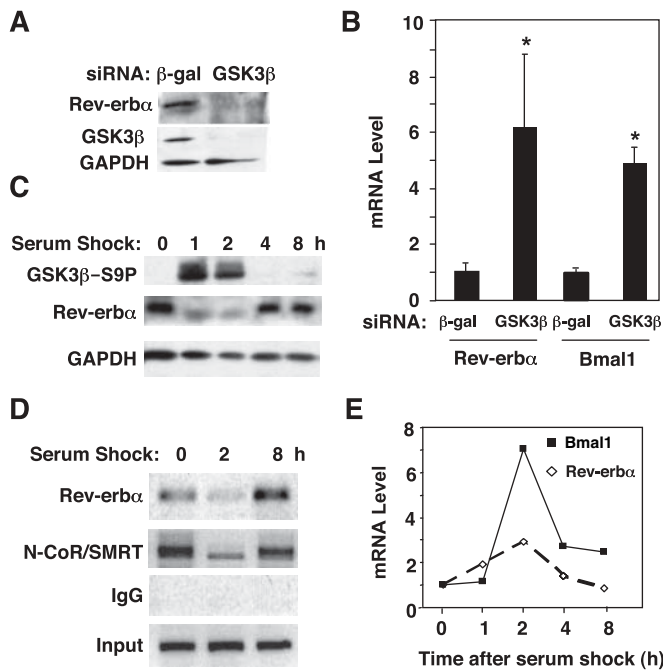 A
siRNA: β-gal GSK3β
Rev-erbα
GSK3β
GAPDH
B
mRNA Level
10
8
6
4
2
0
*
*
siRNA: β-gal GSK3β β-gal GSK3β
Rev-erbα Bmal1
C
Serum Shock: 0 1 2 4 8 h
GSK3β–S9P
Rev-erbα
GAPDH
D
Serum Shock: 0 2 8 h
Rev-erbα
N-CoR/SMRT
IgG
Input
E
mRNA Level
8
6
4
2
0
Bmal1
Rev-erbα
0 1 2 4 8
Time after serum shock (h)